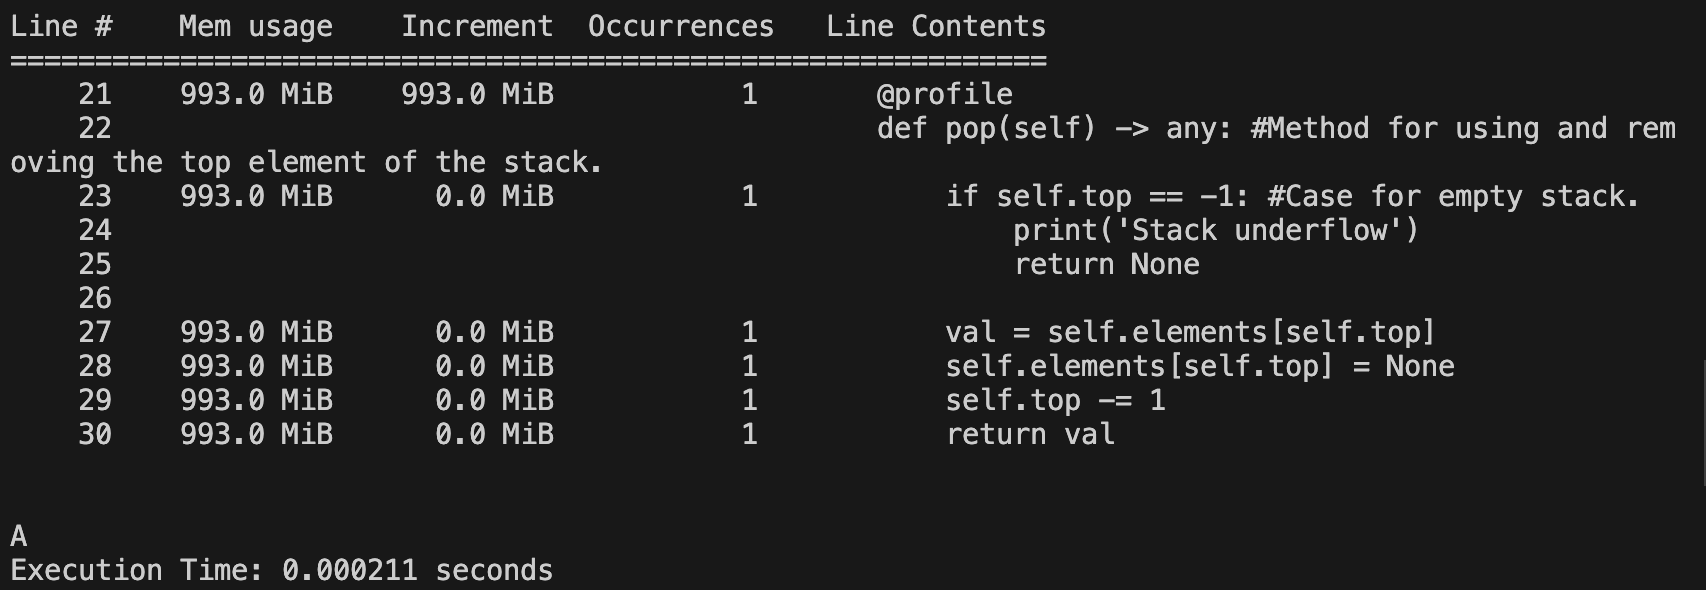 Line #    Mem usage    Increment  Occurrences   Line Contents
=============================================================
    21    993.0 MiB    993.0 MiB           1       @profile
    22                                             def pop(self) -> any: #Method for using and rem
oving the top element of the stack.
    23    993.0 MiB      0.0 MiB           1           if self.top == -1: #Case for empty stack.
    24                                                     print('Stack underflow')
    25                                                     return None
    26
    27    993.0 MiB      0.0 MiB           1           val = self.elements[self.top]
    28    993.0 MiB      0.0 MiB           1           self.elements[self.top] = None
    29    993.0 MiB      0.0 MiB           1           self.top -= 1
    30    993.0 MiB      0.0 MiB           1           return val
A
Execution Time: 0.000211 seconds